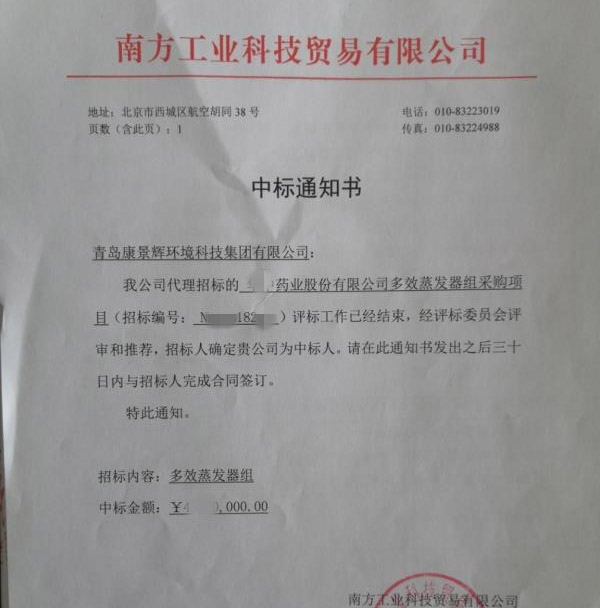 南方工业科技贸易有限公司
地址：北京市西城区航空胡同 38 号
电话：010-83223019
页数（含此页）：1
传真：010-83224988
中标通知书
青岛康景辉环境科技集团有限公司：
我公司代理招标的 药业股份有限公司多效蒸发器组采购项
目（招标编号： N 182 ）评标工作已经结束，经评标委员会评
审和推荐，招标人确定贵公司为中标人。请在此通知书发出之后三十
日内与招标人完成合同签订。
特此通知。
招标内容：多效蒸发器组
中标金额：¥4 0,000.00
南方工业科技贸易有限公司